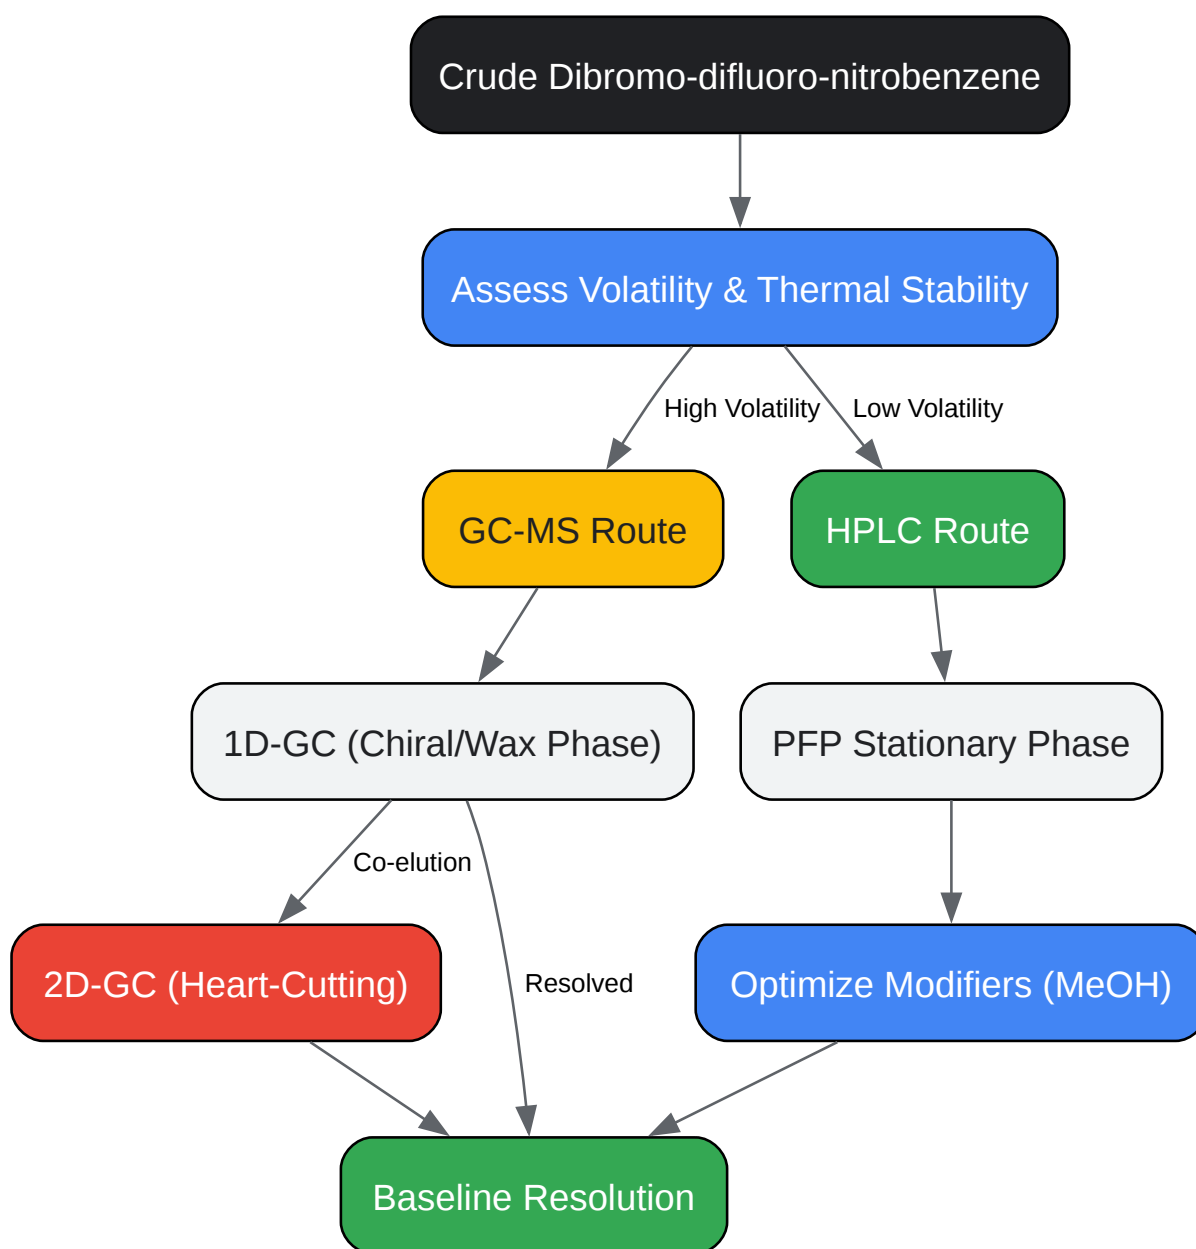 Crude Dibromo-difluoro-nitrobenzene
Assess Volatility & Thermal Stability
High Volatility
Low Volatility
GC-MS Route
HPLC Route
1D-GC (Chiral/Wax Phase)
PFP Stationary Phase
Co-elution
2D-GC (Heart-Cutting)
Resolved
Optimize Modifiers (MeOH)
Baseline Resolution